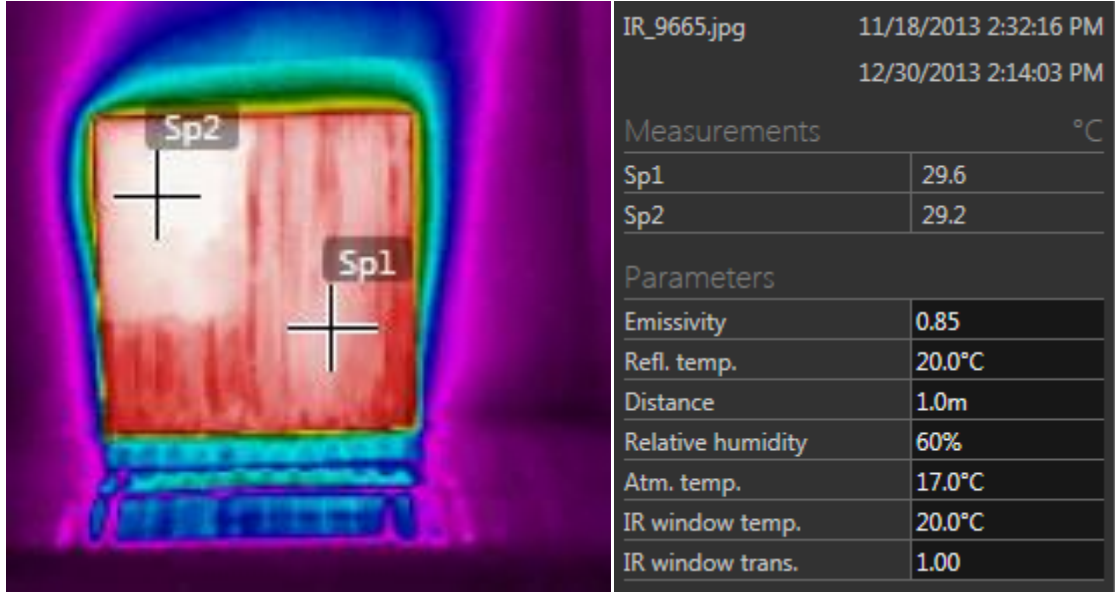 Sp2
Sp1
IR_9665.jpg 11/18/2013 2:32:16 PM
12/30/2013 2:14:03 PM
Measurements °C
Sp1 29.6
Sp2 29.2
Parameters
Emissivity 0.85
Refl. temp. 20.0°C
Distance 1.0m
Relative humidity 60%
Atm. temp. 17.0°C
IR window temp. 20.0°C
IR window trans. 1.00